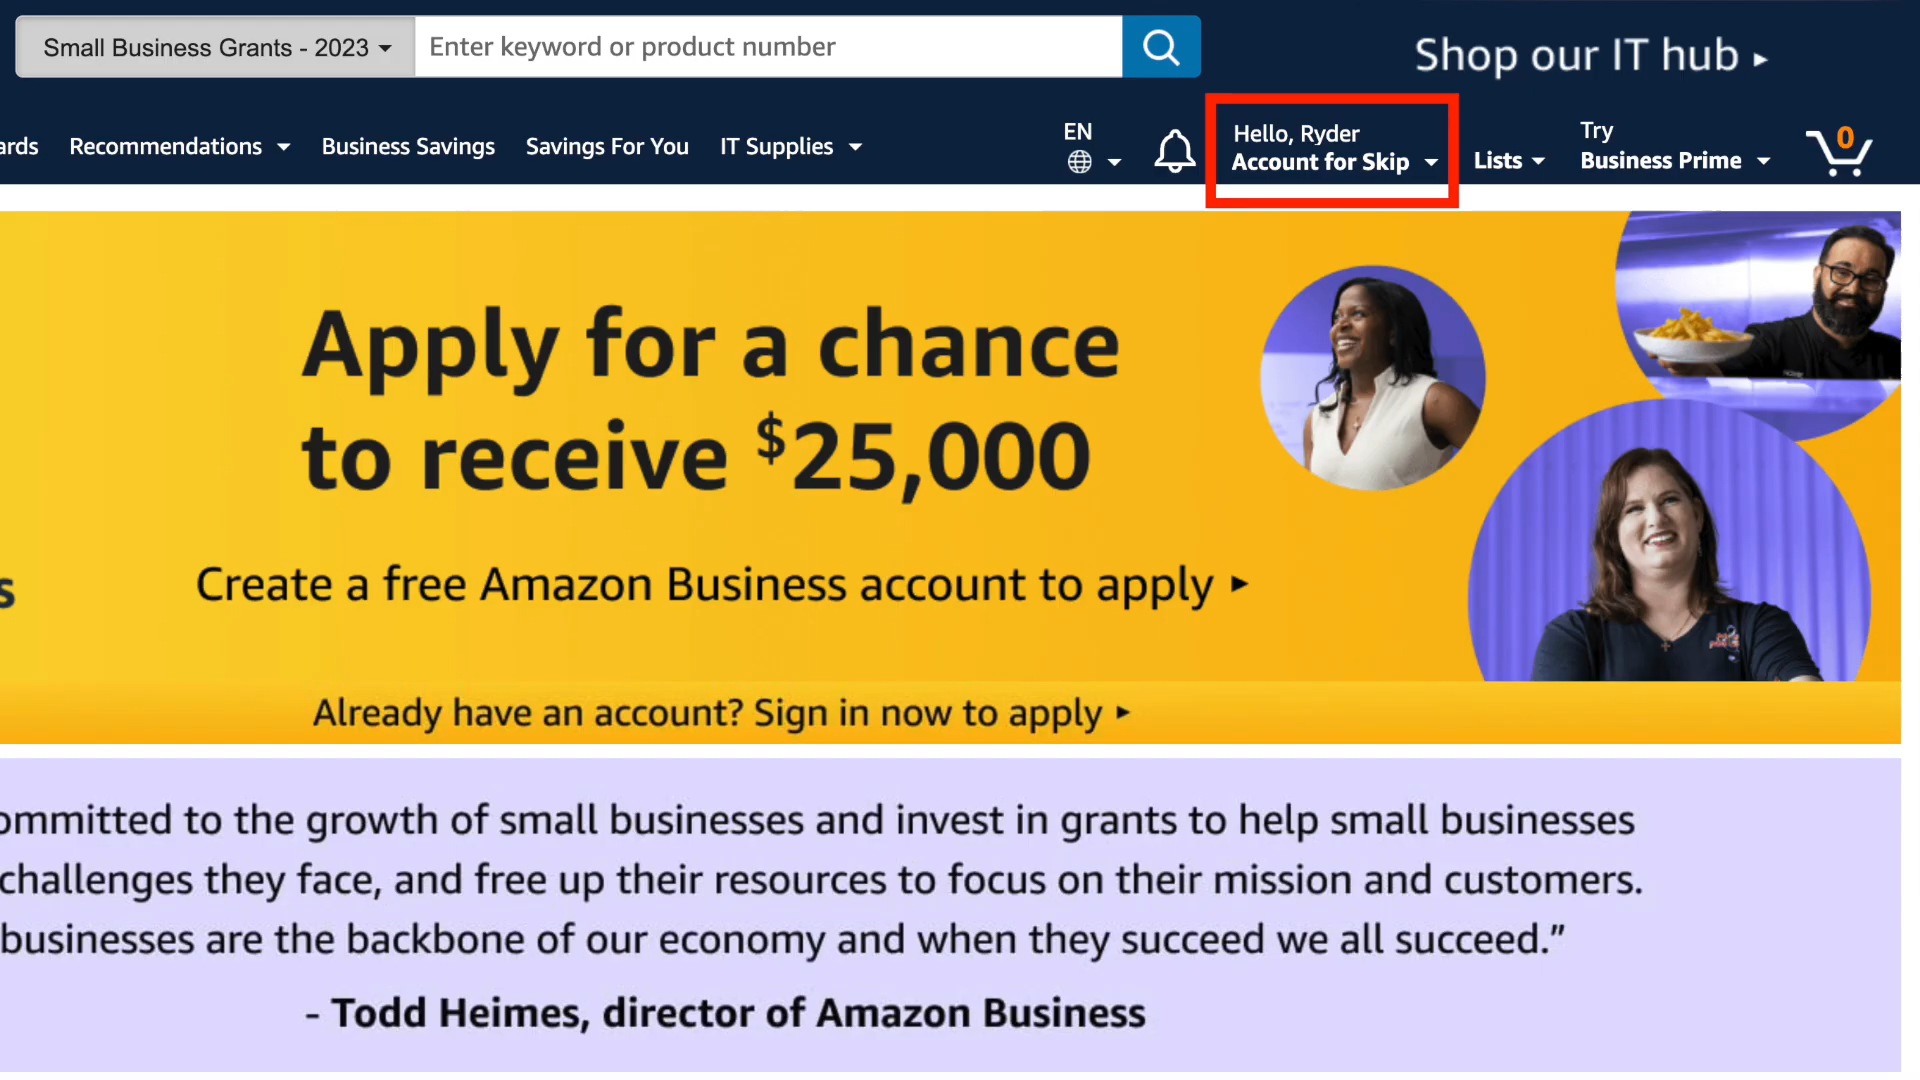 Small Business Grants - 2023
Enter keyword or product number
Shop our IT hub ▸
ards
Recommendations
Business Savings
Savings For You
IT Supplies
EN
Hello, Ryder
Account for Skip
Lists
Try
Business Prime
0
Apply for a chance
to receive $25,000
s
Create a free Amazon Business account to apply ▸
Already have an account? Sign in now to apply ▸
ommitted to the growth of small businesses and invest in grants to help small businesses
challenges they face, and free up their resources to focus on their mission and customers.
businesses are the backbone of our economy and when they succeed we all succeed.”
- Todd Heimes, director of Amazon Business